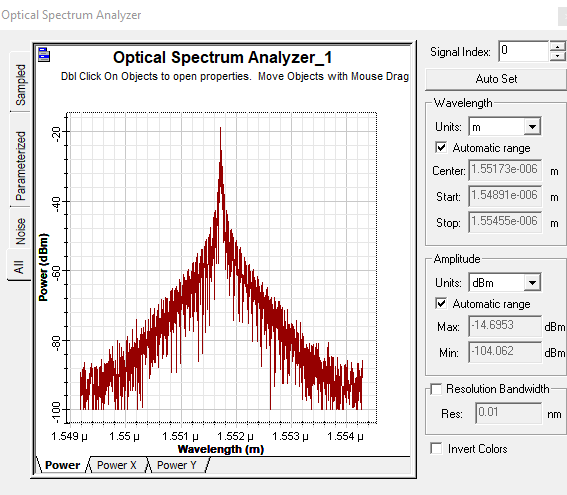 Optical Spectrum Analyzer
Optical Spectrum Analyzer_1
Dbl Click On Objects to open properties. Move Objects with Mouse Drag
Sampled
Parameterized
Noise
All
Power (dBm)
-20
-40
-60
-80
-100
1.549 µ 1.55 µ 1.551 µ 1.552 µ 1.553 µ 1.554 µ
Wavelength (m)
Power Power X Power Y
Signal Index: 0
Auto Set
Wavelength
Units: m
Automatic range
Center: 1.55173e-006 m
Start: 1.54891e-006 m
Stop: 1.55455e-006 m
Amplitude
Units: dBm
Automatic range
Max: -14.6953 dBm
Min: -104.062 dBm
Resolution Bandwidth
Res: 0.01 nm
Invert Colors